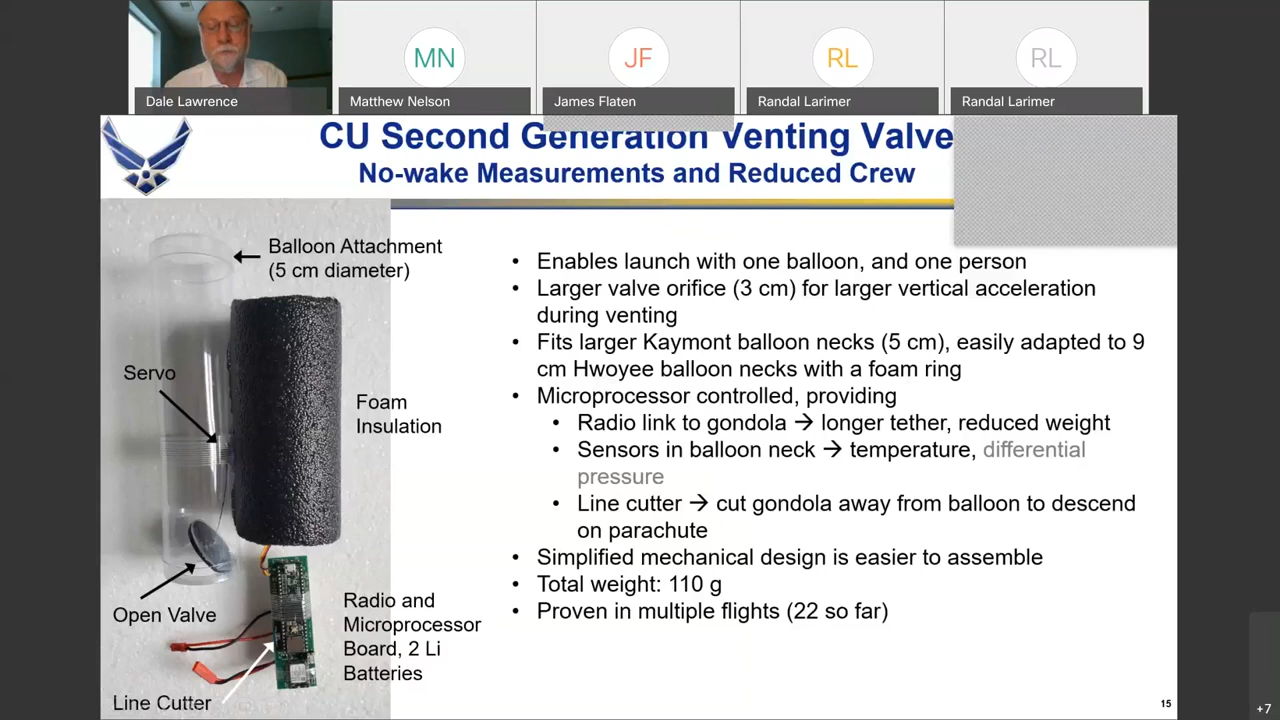 MN
JF
RL
RL
Dale Lawrence
Matthew Nelson
James Flaten
Randal Larimer
Randal Larimer
CU Second Generation Venting Valve
No-wake Measurements and Reduced Crew
Balloon Attachment
(5 cm diameter)
Servo
Foam
Insulation
Open Valve
Radio and
Microprocessor
Board, 2 Li
Batteries
Line Cutter
• Enables launch with one balloon, and one person
• Larger valve orifice (3 cm) for larger vertical acceleration
during venting
• Fits larger Kaymont balloon necks (5 cm), easily adapted to 9
cm Hwoyee balloon necks with a foam ring
• Microprocessor controlled, providing
• Radio link to gondola → longer tether, reduced weight
• Sensors in balloon neck → temperature, differential
pressure
• Line cutter → cut gondola away from balloon to descend
on parachute
• Simplified mechanical design is easier to assemble
• Total weight: 110 g
• Proven in multiple flights (22 so far)
15
+7